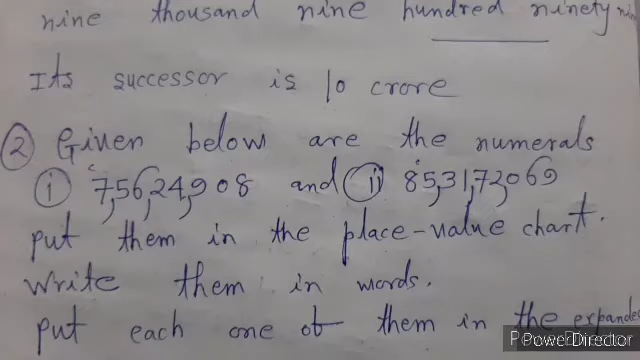 nine thousand nine hundred ninety
Its successor is 10 crore
② Given below are the numerals
ⓘ 7,56,24,908 and ⓘⓘ 85,31,72,069
put them in the place-value chart.
Write them in words.
put each one of them in the expanded
PowerDirector